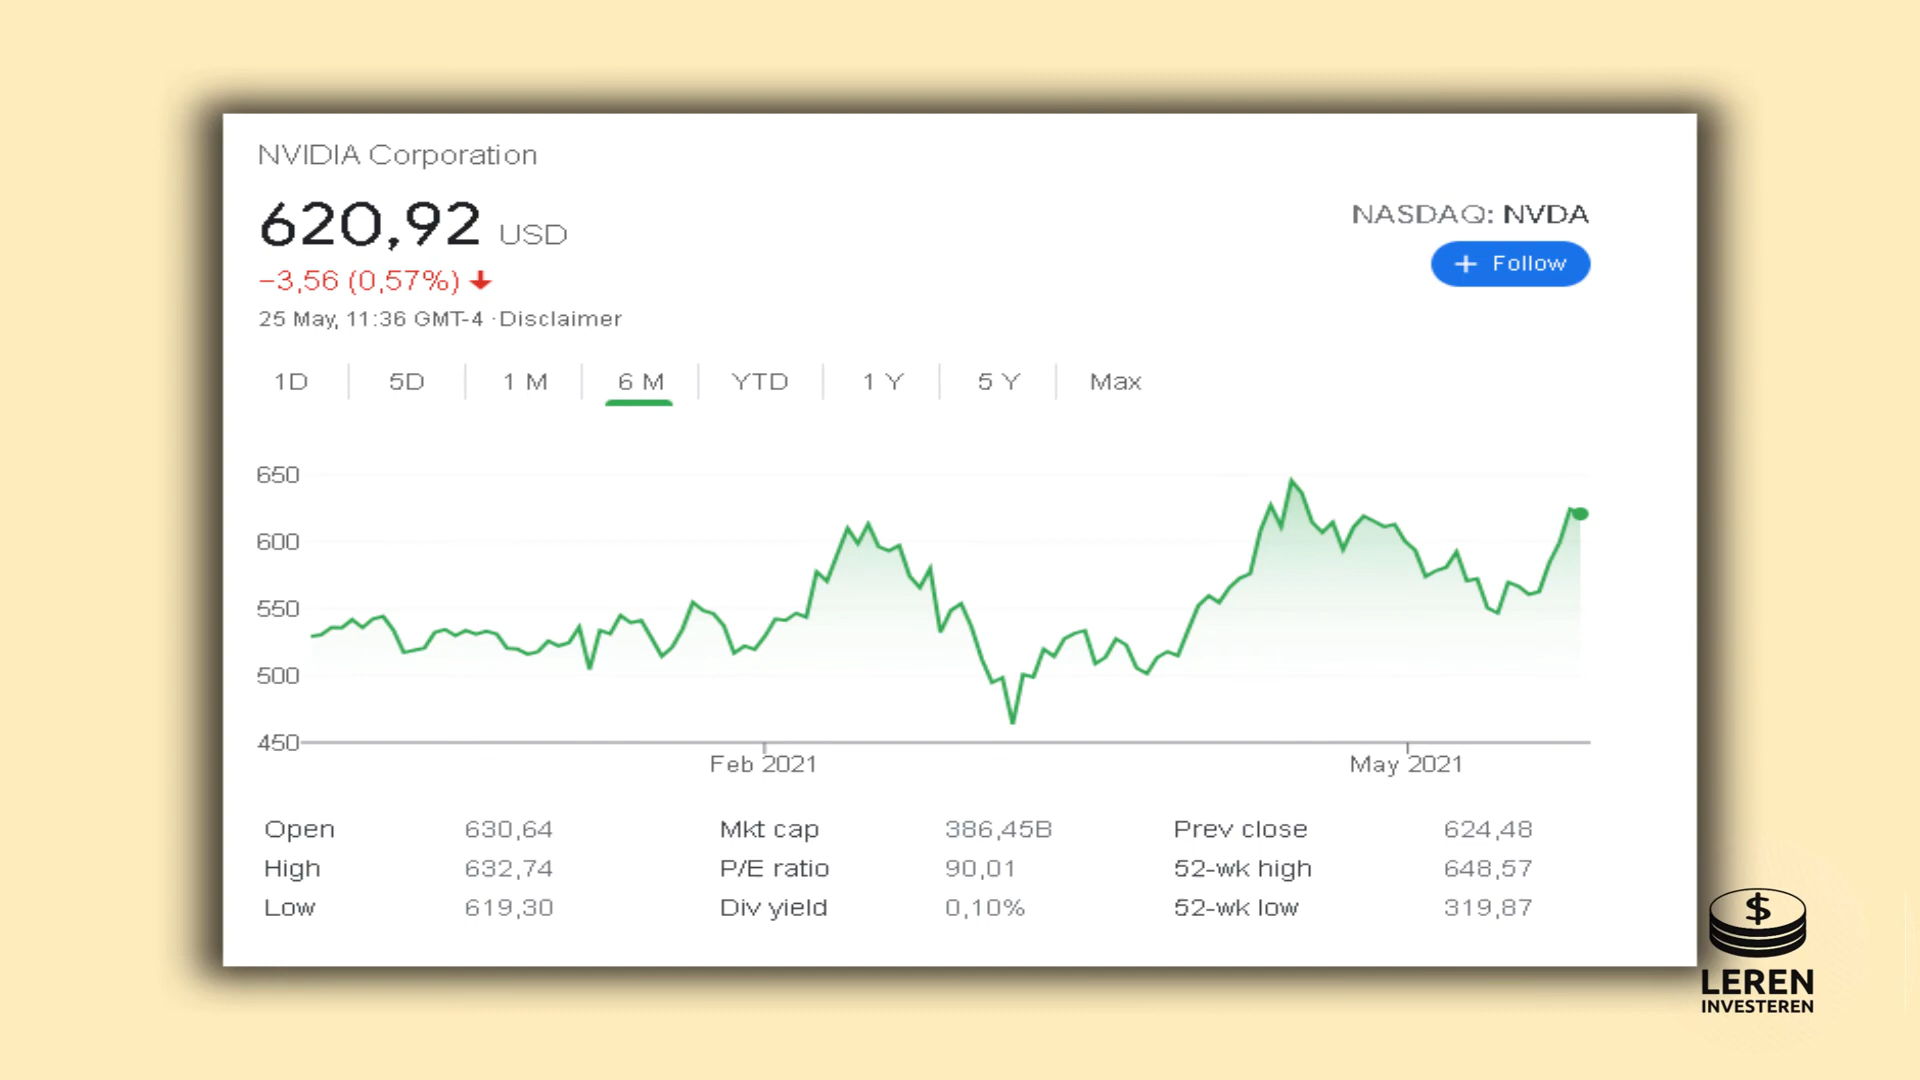 NVIDIA Corporation
620,92 USD
NASDAQ: NVDA
−3,56 (0,57%)
+ Follow
25 May, 11:36 GMT-4 · Disclaimer
1D 5D 1 M 6 M YTD 1 Y 5 Y Max
650
600
550
500
450
Feb 2021 May 2021
Open 630,64 Mkt cap 386,45B Prev close 624,48
High 632,74 P/E ratio 90,01 52-wk high 648,57
Low 619,30 Div yield 0,10% 52-wk low 319,87
$
LEREN
INVESTEREN